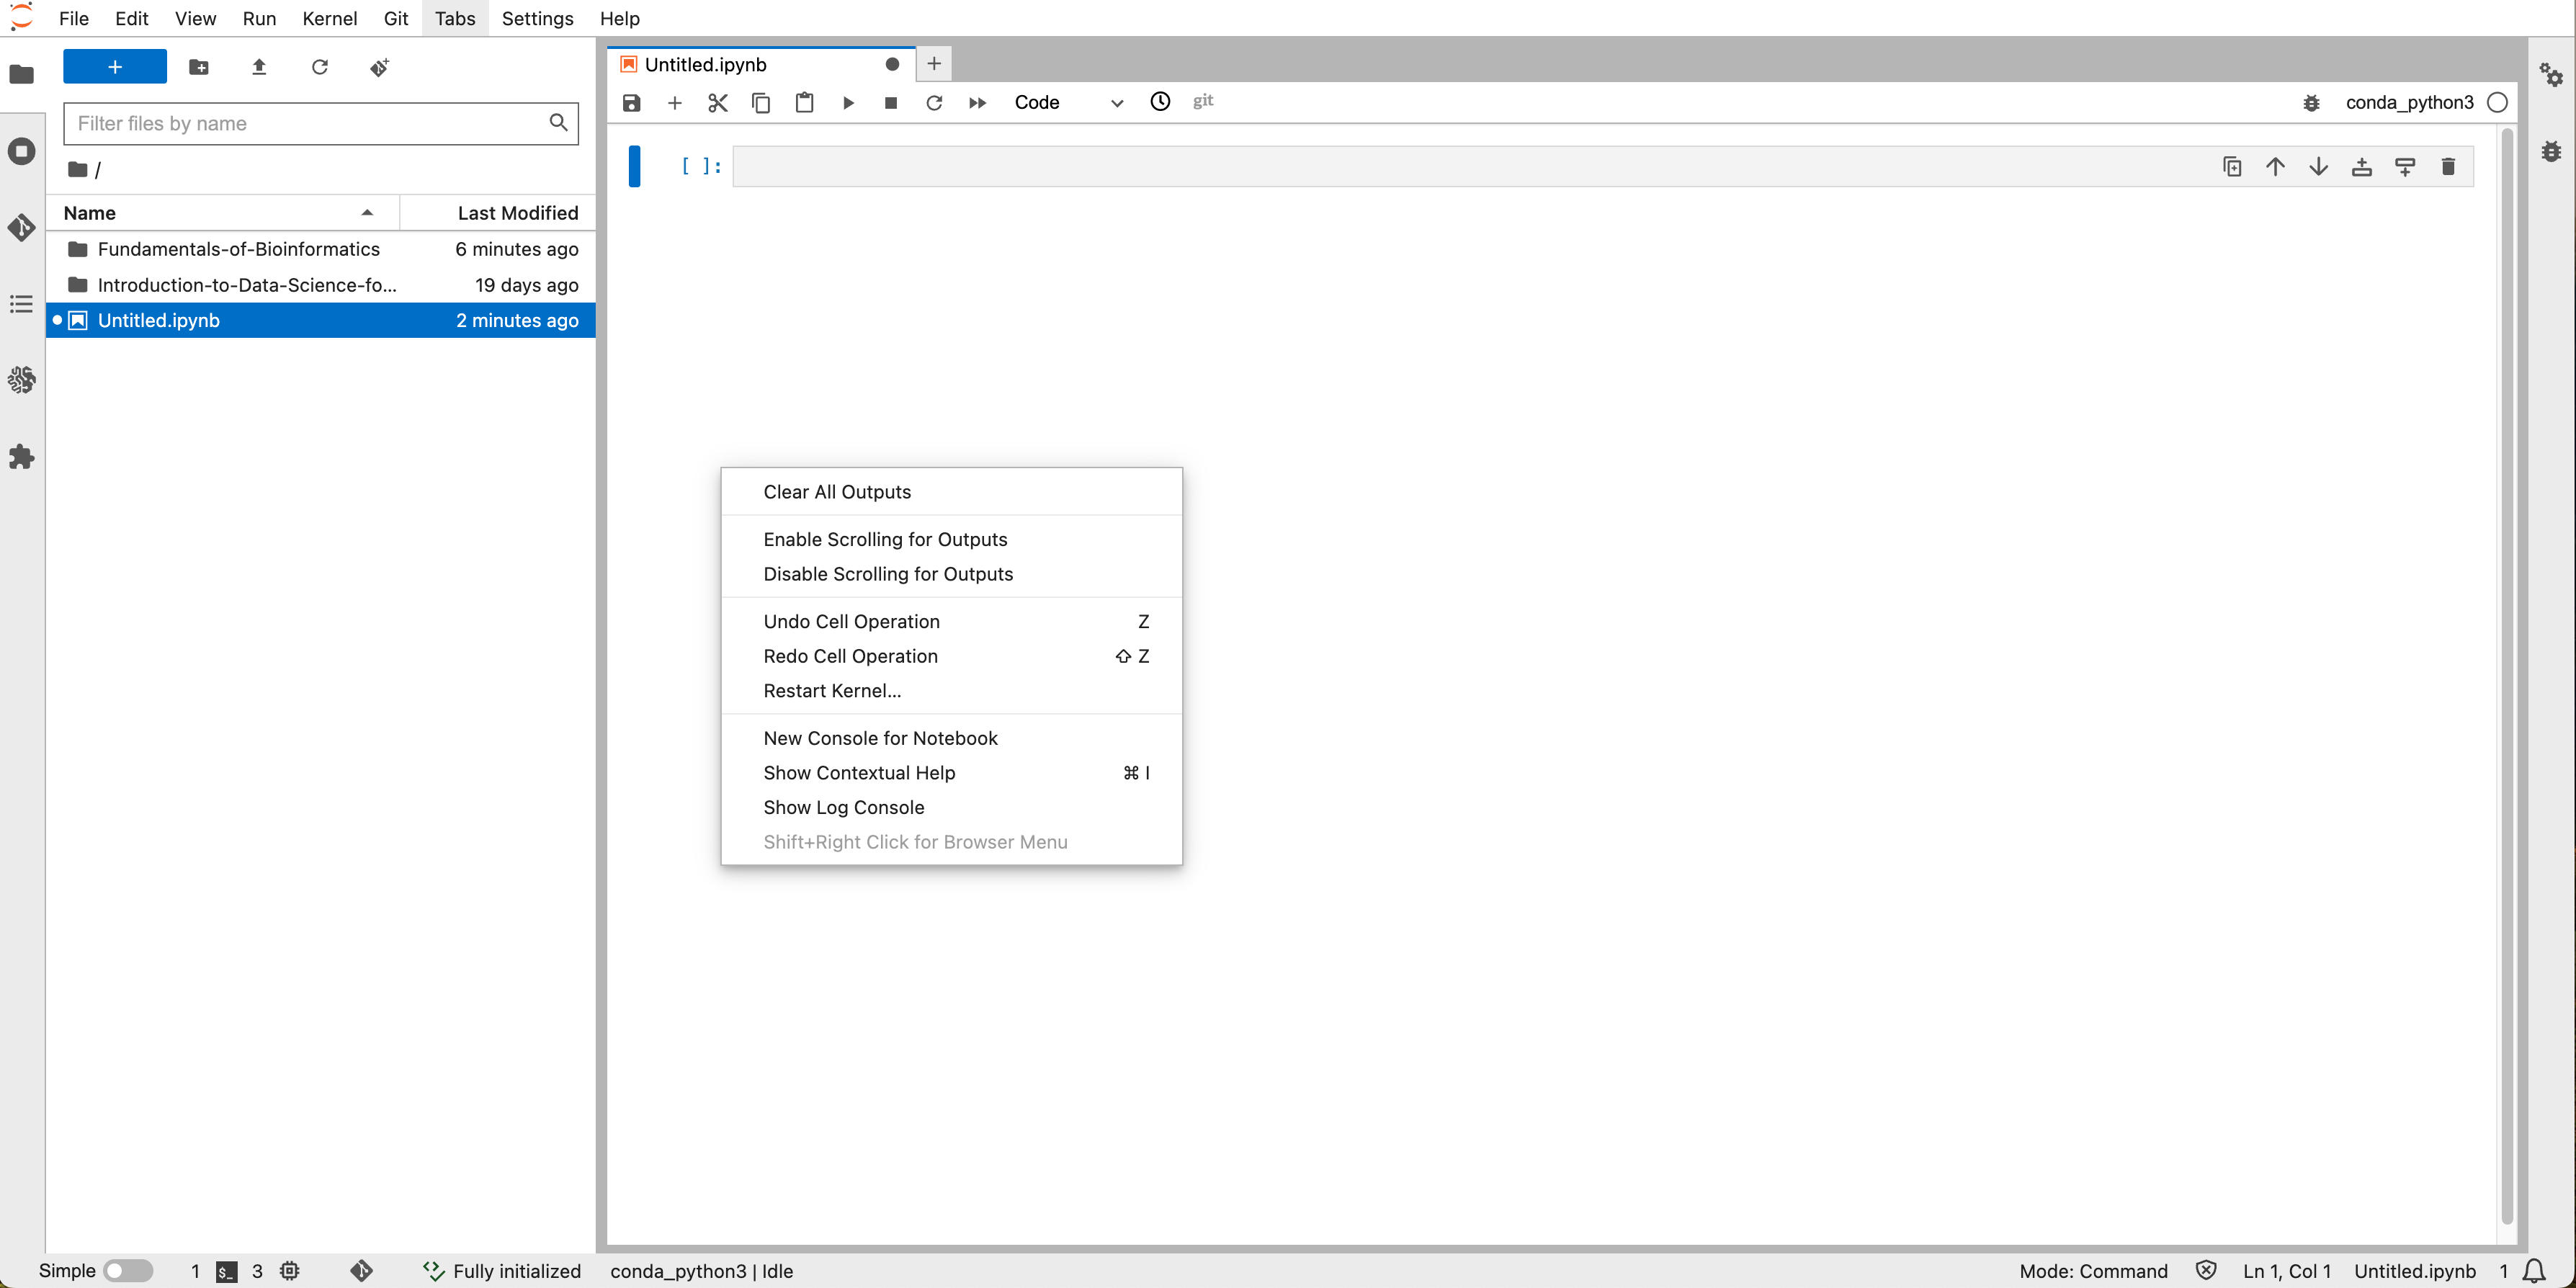 File Edit View Run Kernel Git Tabs Settings Help
+
Untitled.ipynb
+
Filter files by name
Code
git
conda_python3
/
[ ]:
Name Last Modified
Fundamentals-of-Bioinformatics 6 minutes ago
Introduction-to-Data-Science-fo... 19 days ago
Untitled.ipynb 2 minutes ago
Clear All Outputs
Enable Scrolling for Outputs
Disable Scrolling for Outputs
Undo Cell Operation Z
Redo Cell Operation ⇧ Z
Restart Kernel...
New Console for Notebook
Show Contextual Help ⌘ I
Show Log Console
Shift+Right Click for Browser Menu
Simple 1 $_ 3 Fully initialized conda_python3 | Idle Mode: Command Ln 1, Col 1 Untitled.ipynb 1